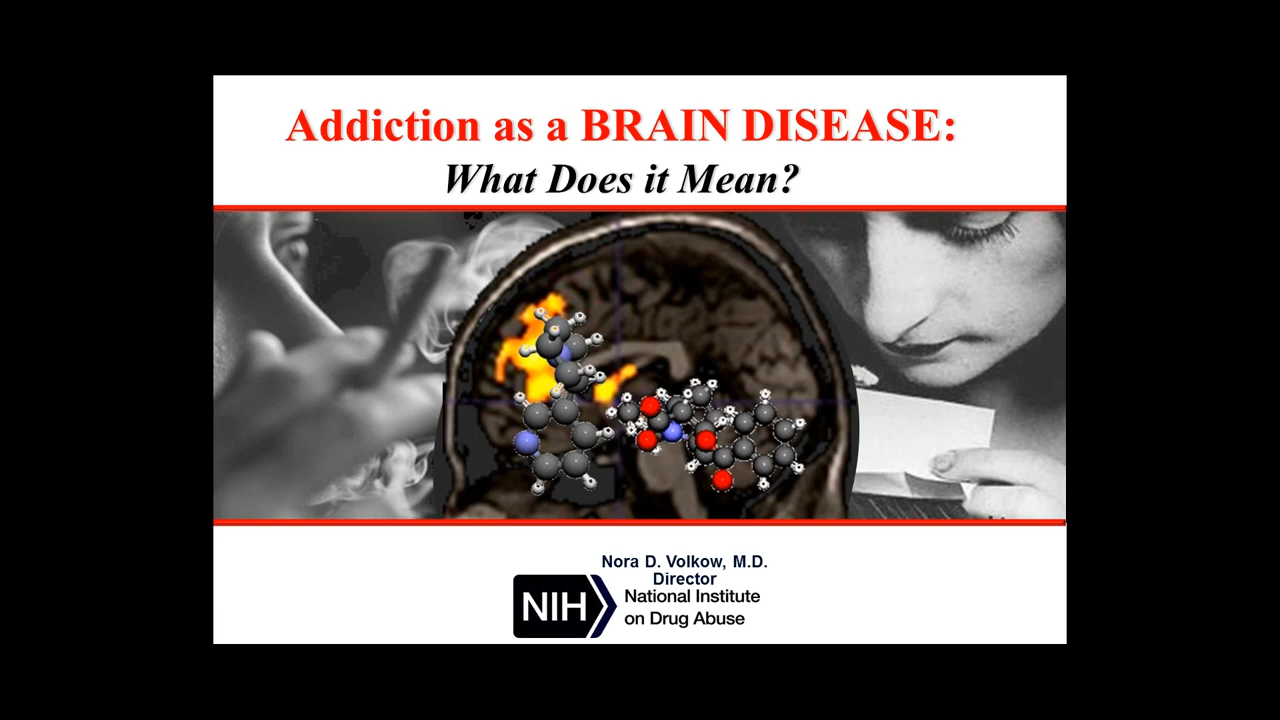 Addiction as a BRAIN DISEASE:
What Does it Mean?
Nora D. Volkow, M.D.
Director
NIH
National Institute
on Drug Abuse